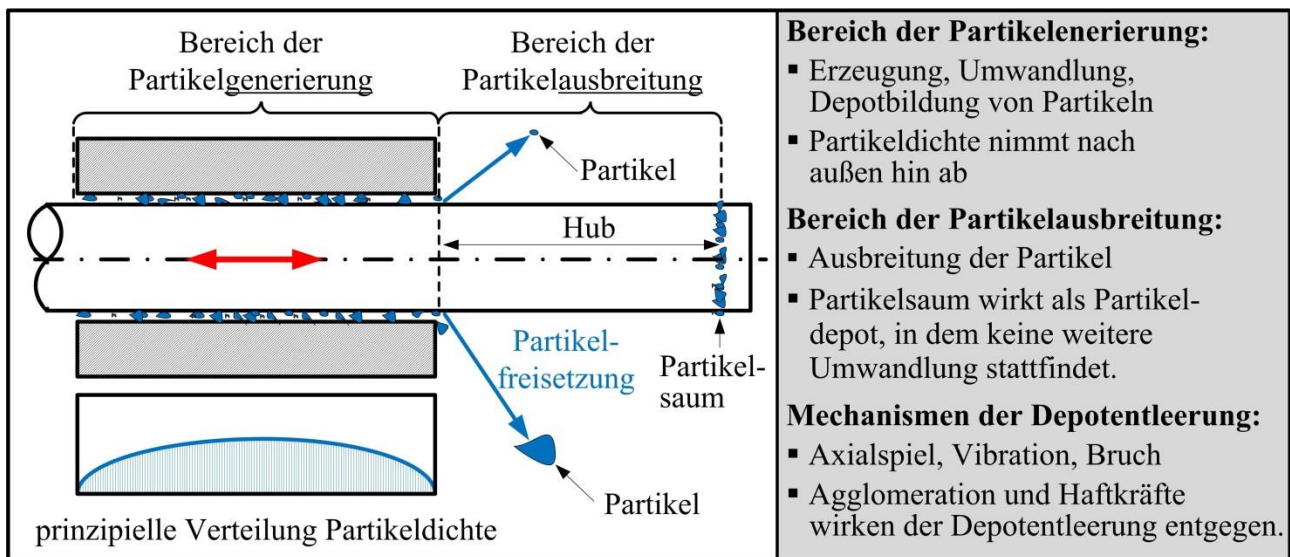 Bereich der
Partikelgenerierung
Bereich der
Partikelausbreitung
Partikel
Hub
Partikel-
freisetzung
Partikel-
saum
Partikel
prinzipielle Verteilung Partikeldichte
Bereich der Partikelenerierung:
▪ Erzeugung, Umwandlung,
Depotbildung von Partikeln
▪ Partikeldichte nimmt nach
außen hin ab
Bereich der Partikelausbreitung:
▪ Ausbreitung der Partikel
▪ Partikelsaum wirkt als Partikel-
depot, in dem keine weitere
Umwandlung stattfindet.
Mechanismen der Depotentleerung:
▪ Axialspiel, Vibration, Bruch
▪ Agglomeration und Haftkräfte
wirken der Depotentleerung entgegen.